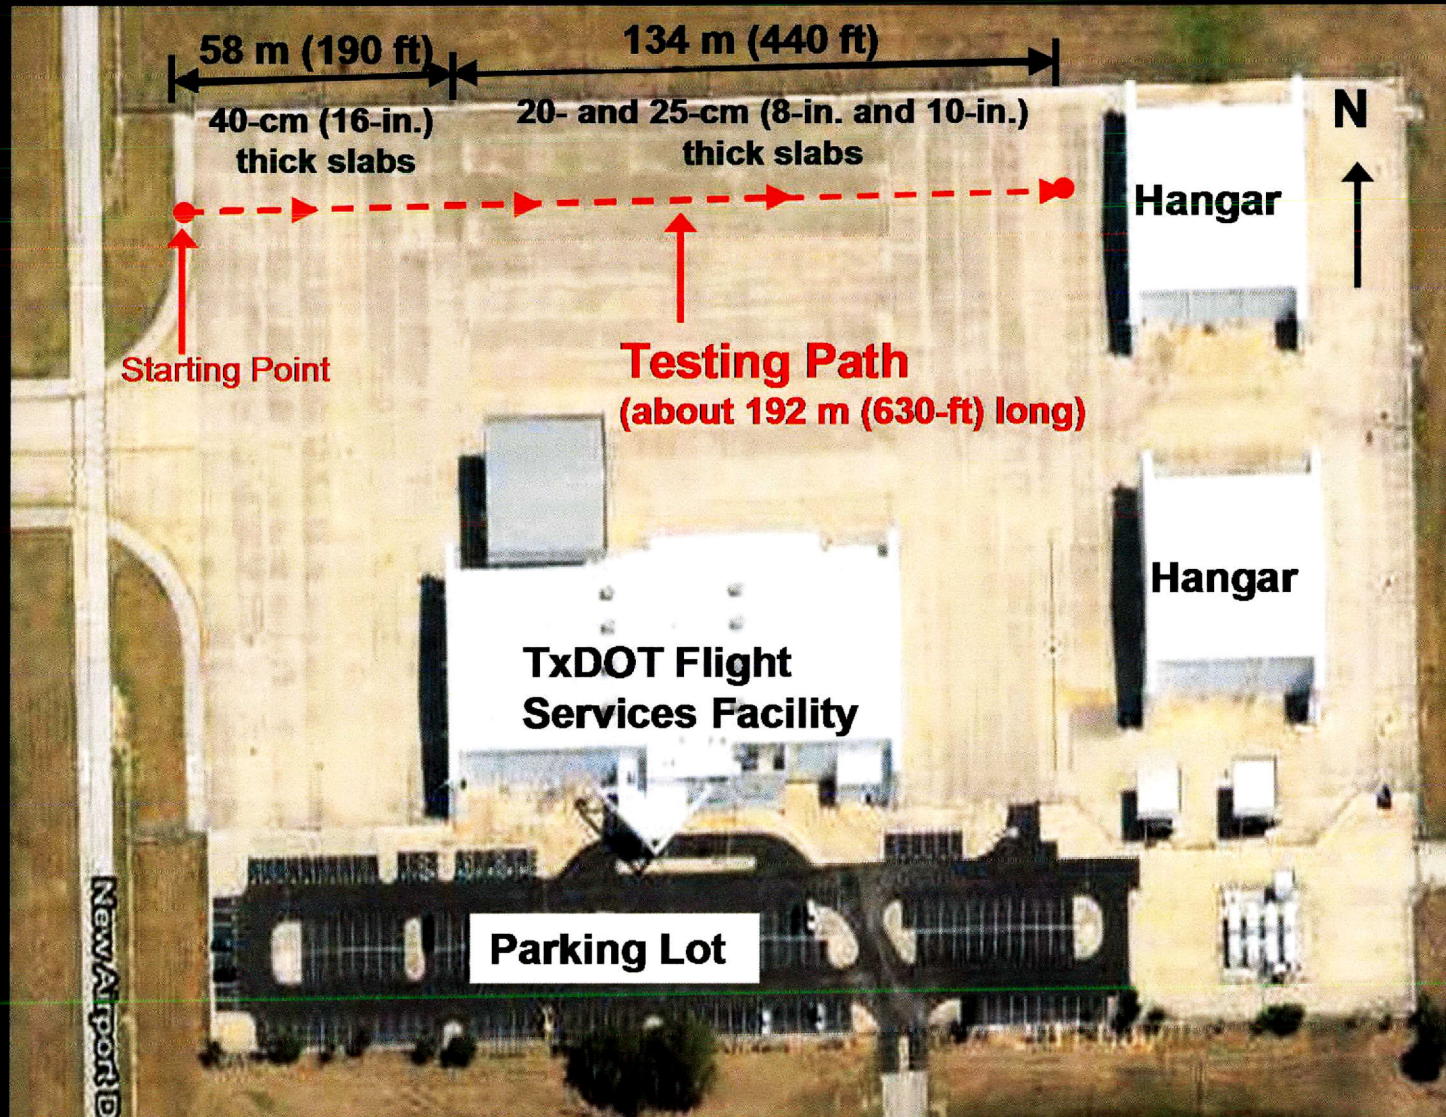 58 m (190 ft)
134 m (440 ft)
40-cm (16-in.)
thick slabs
20- and 25-cm (8-in. and 10-in.)
thick slabs
N
Hangar
Starting Point
Testing Path
(about 192 m (630-ft) long)
Hangar
TxDOT Flight
Services Facility
Parking Lot
New Airport D